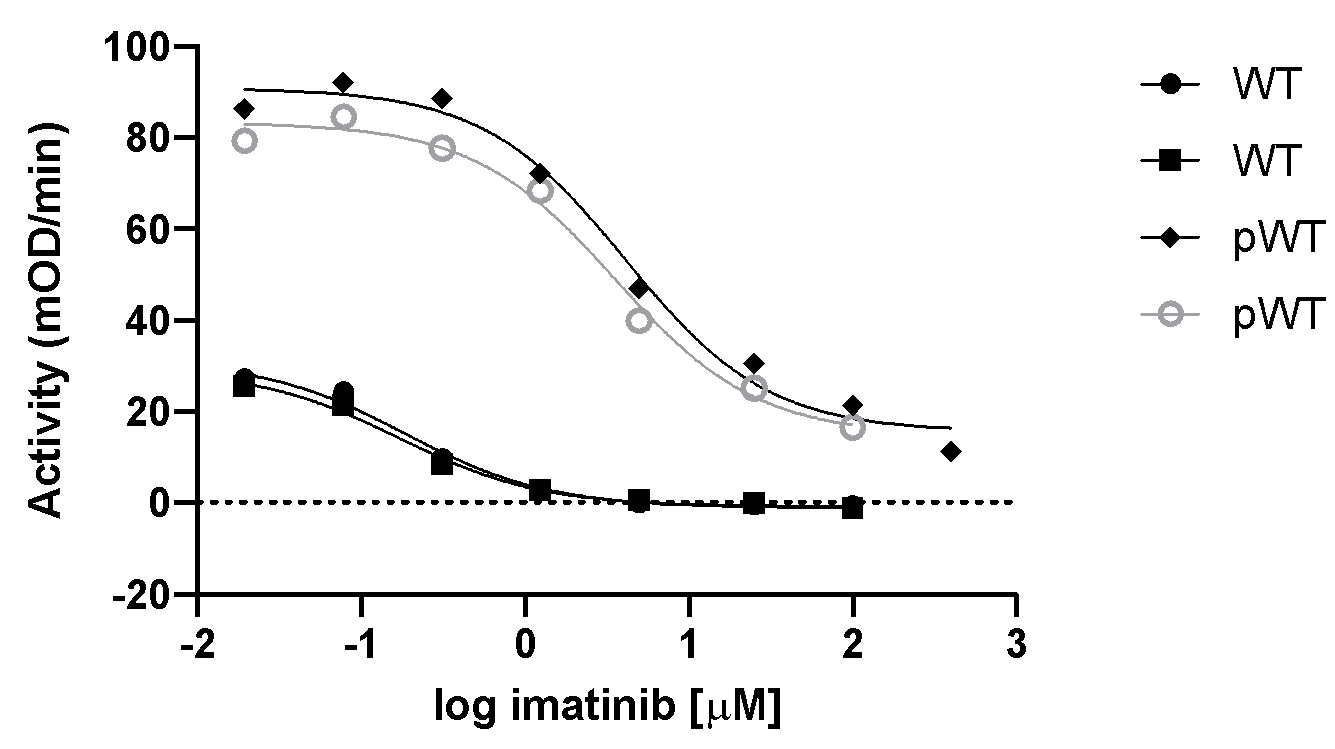 100
80
60
40
20
0
-20
Activity (mOD/min)
-2
-1
0
1
2
3
log imatinib [μM]
WT
WT
pWT
pWT